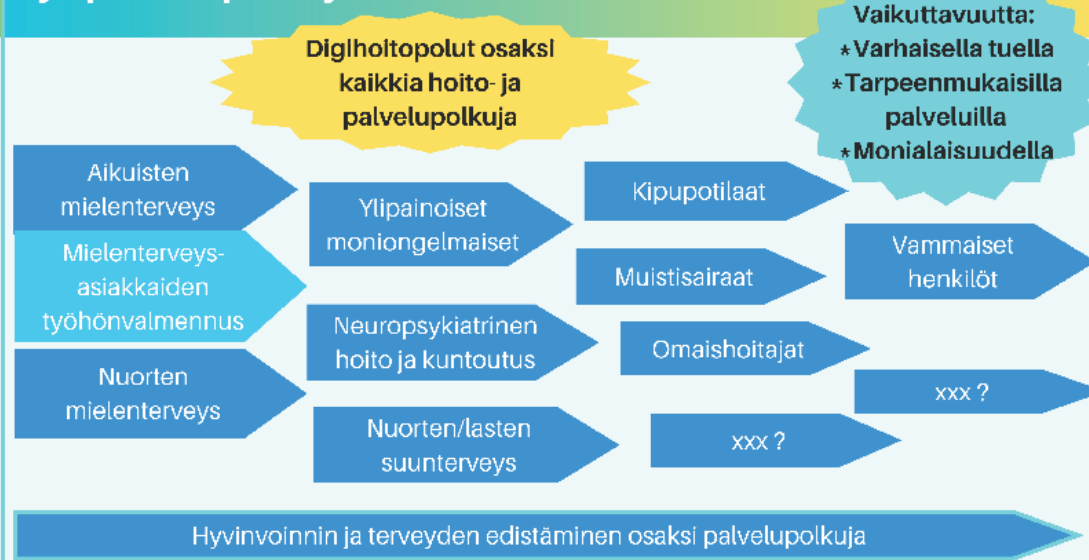 Digihoitopolut osaksi
kaikkia hoito- ja
palvelupolkuja
Vaikuttavuutta:
*Varhaisella tuella
*Tarpeenmukaisilla
palveluilla
*Monialaisuudella
Aikuisten
mielenterveys
Mielenterveys-
asiakkaiden
työhönvalmennus
Nuorten
mielenterveys
Ylipainoiset
moniongelmaiset
Neuropsykiatrinen
hoito ja kuntoutus
Nuorten/lasten
suunterveys
Kipupotilaat
Muistisairaat
Omaishoitajat
xxx ?
Vammaiset
henkilöt
xxx ?
Hyvinvoinnin ja terveyden edistäminen osaksi palvelupolkuja